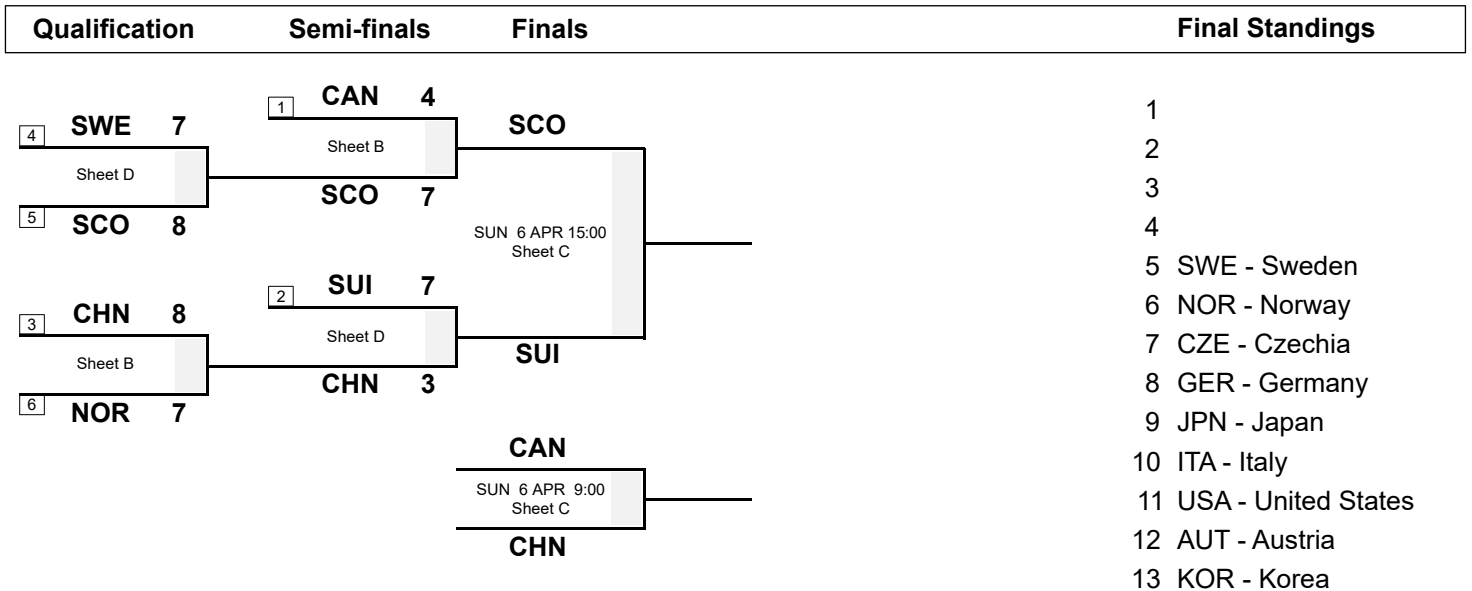 Qualification Semi-finals Finals Final Standings
1 CAN 4
4 SWE 7
Sheet B
SCO
Sheet D
SCO 7
5 SCO 8
SUN 6 APR 15:00
Sheet C
2 SUI 7
3 CHN 8
Sheet D
SUI
Sheet B
CHN 3
6 NOR 7
CAN
SUN 6 APR 9:00
Sheet C
CHN
1
2
3
4
5 SWE - Sweden
6 NOR - Norway
7 CZE - Czechia
8 GER - Germany
9 JPN - Japan
10 ITA - Italy
11 USA - United States
12 AUT - Austria
13 KOR - Korea